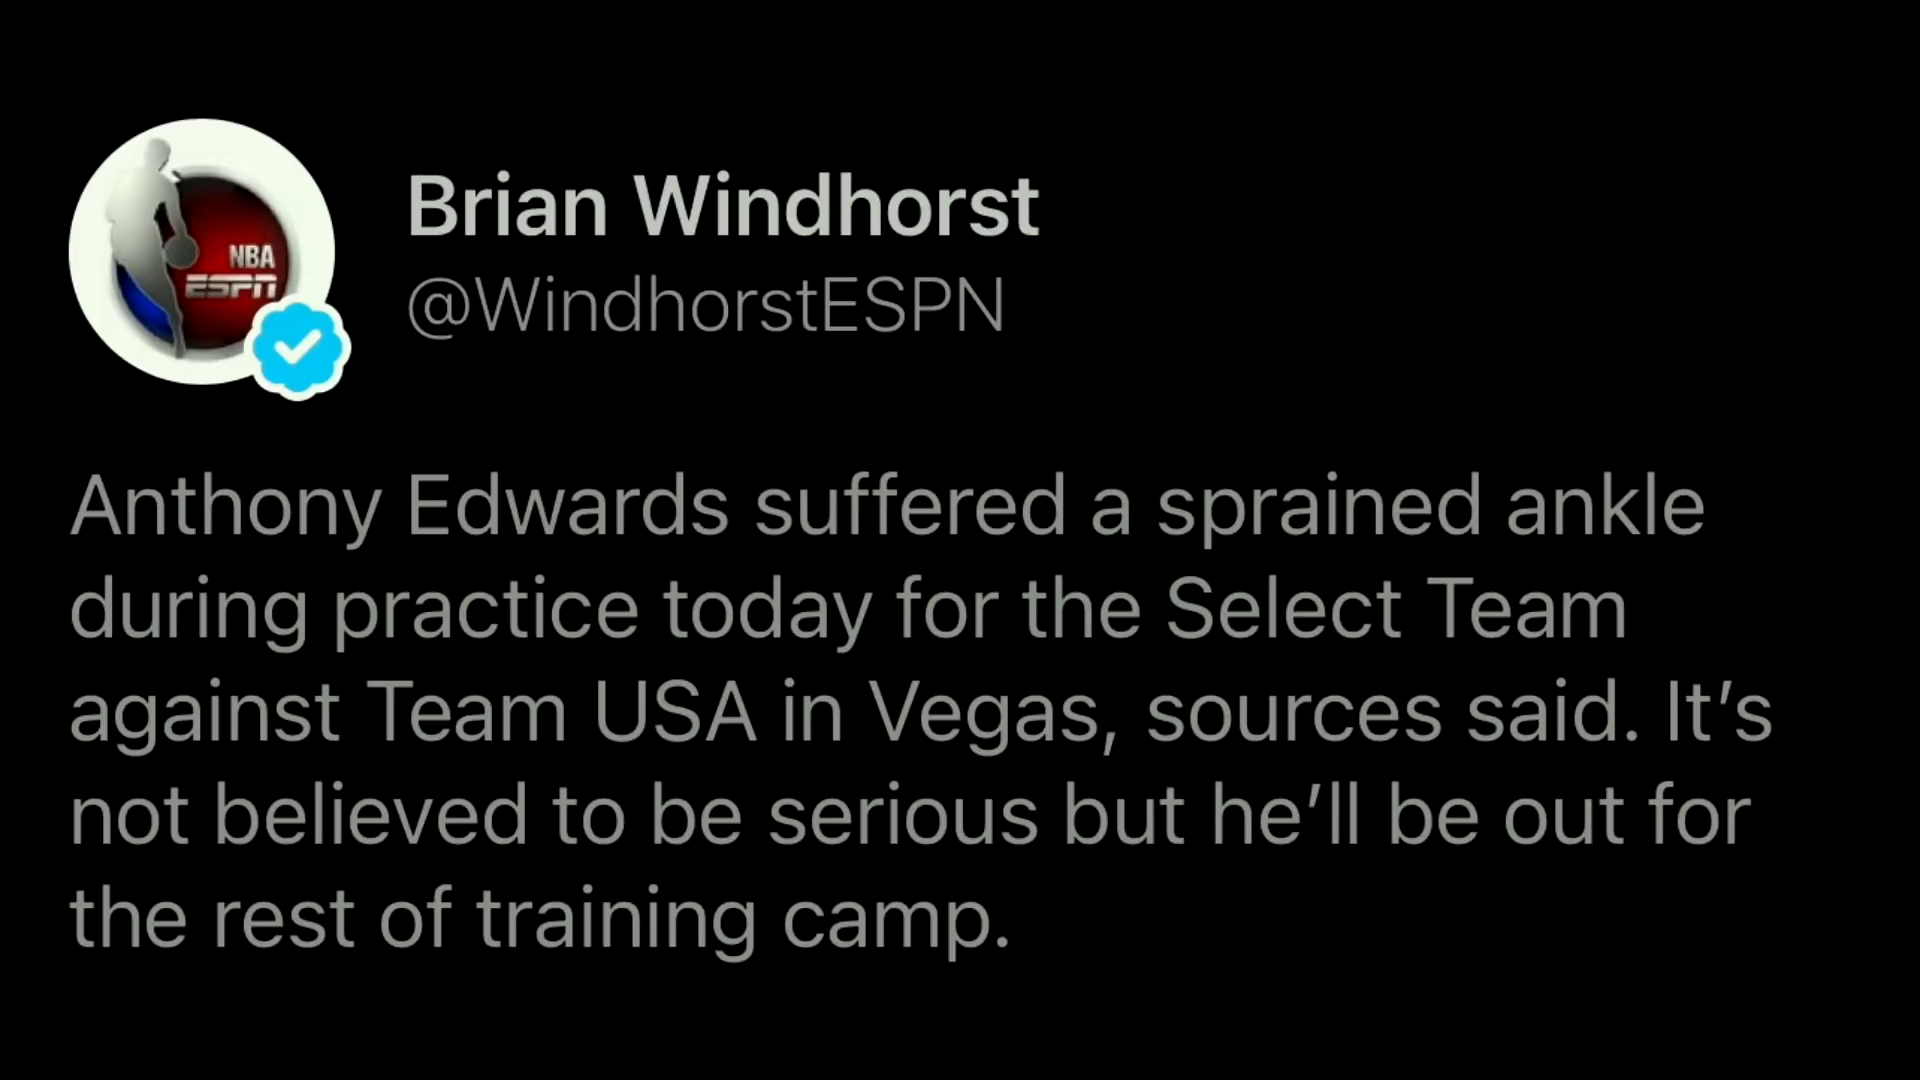 NBA
ESPN
Brian Windhorst
@WindhorstESPN
Anthony Edwards suffered a sprained ankle
during practice today for the Select Team
against Team USA in Vegas, sources said. It’s
not believed to be serious but he’ll be out for
the rest of training camp.